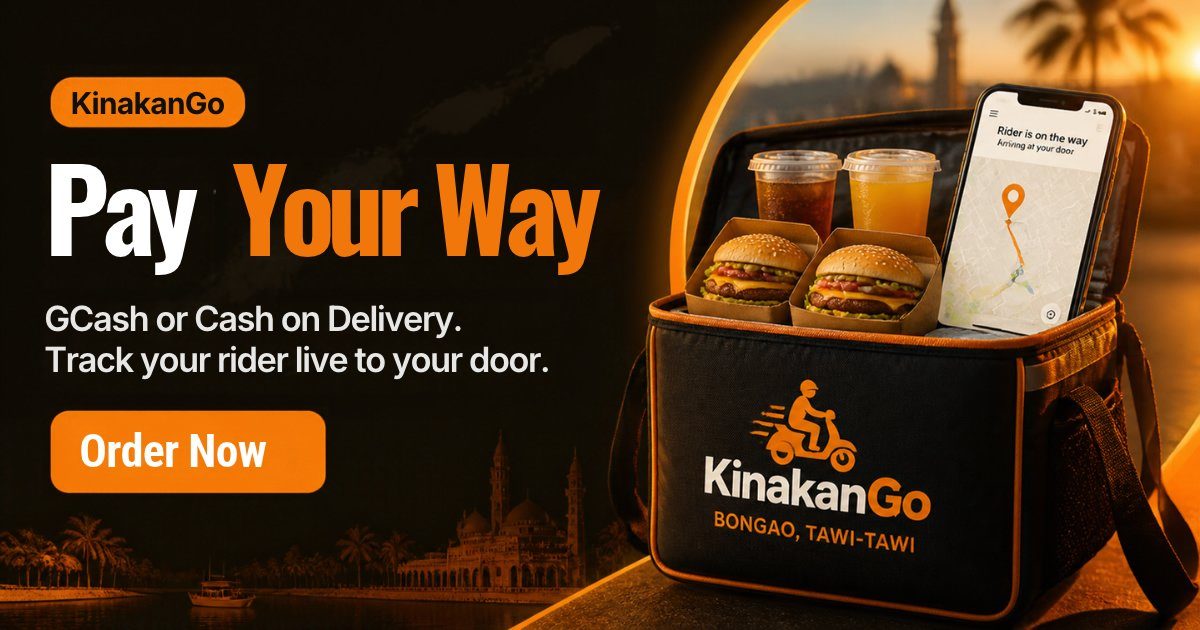 KinakanGo
Pay Your Way
GCash or Cash on Delivery.
Track your rider live to your door.
Order Now
Rider is on the way
Arriving at your door
KinakanGo
BONGAO, TAWI-TAWI